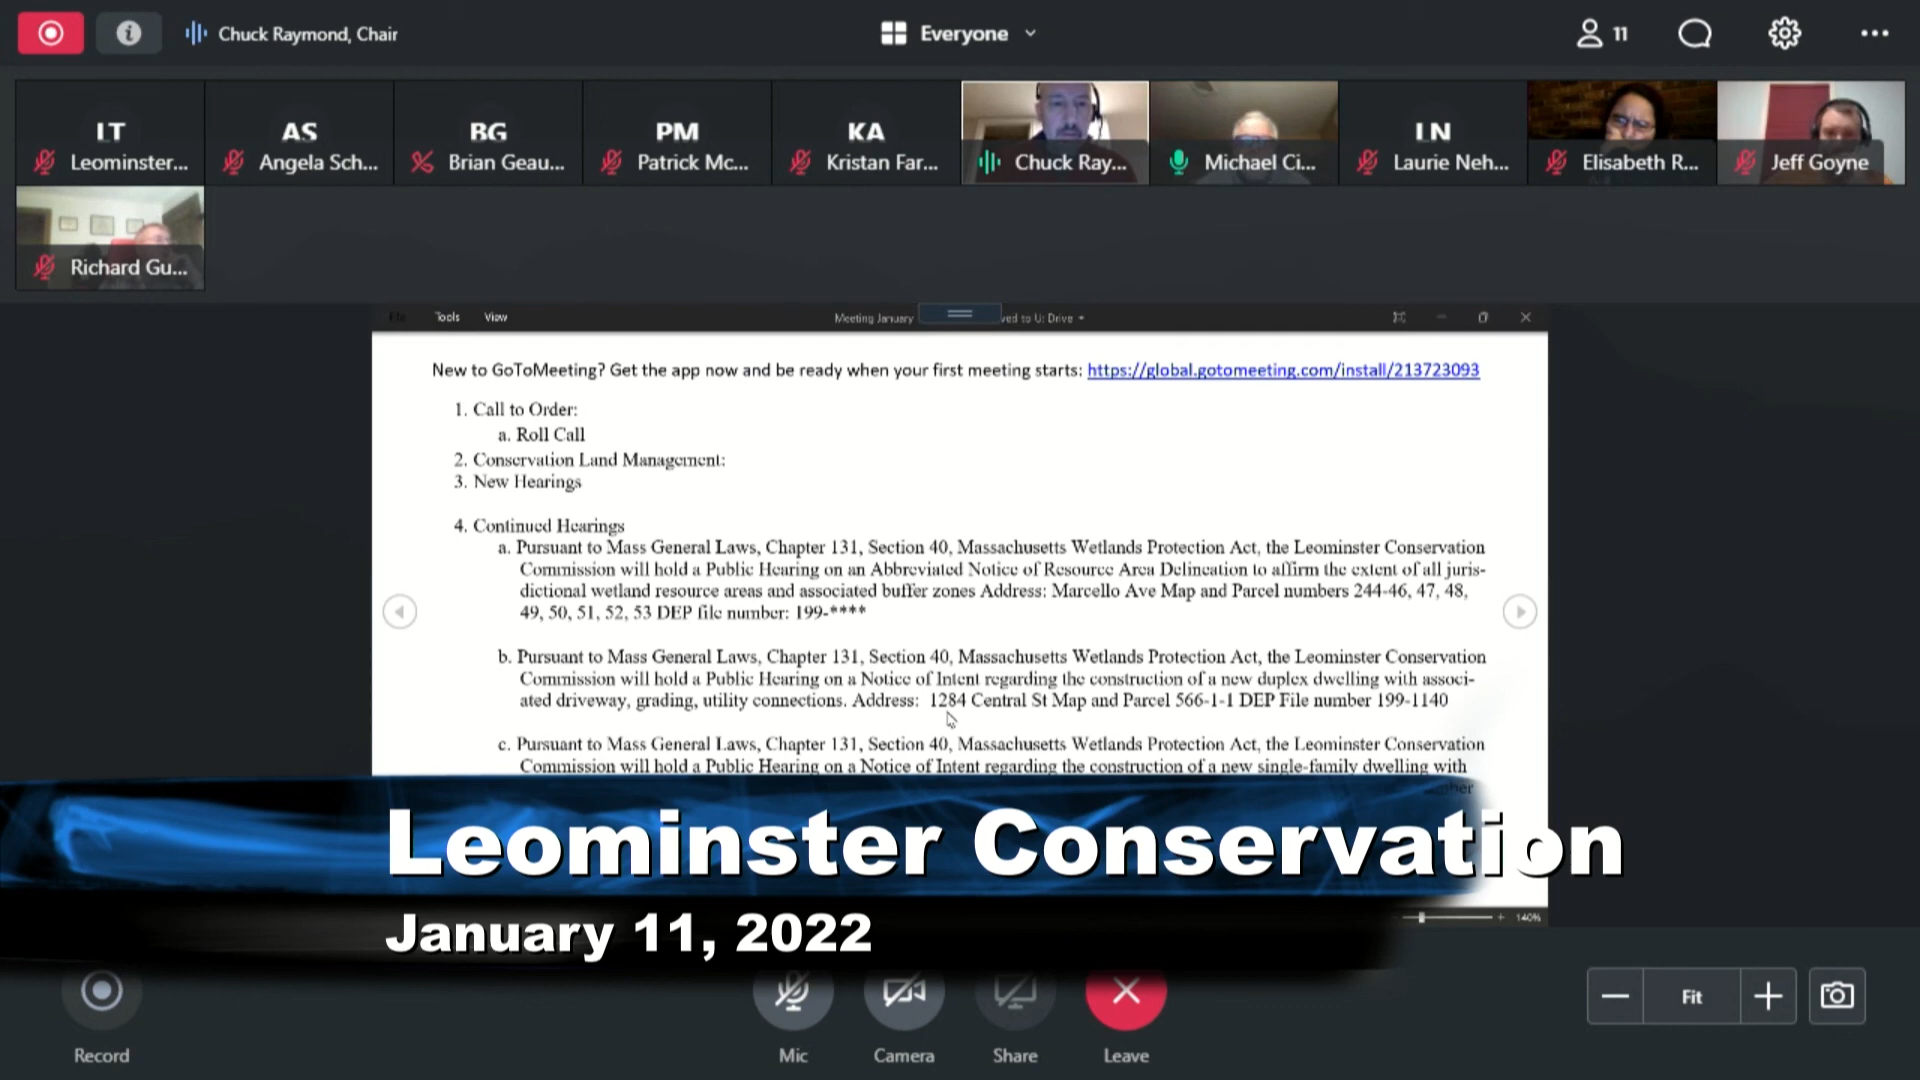 Chuck Raymond, Chair
Everyone
11
LT
Leominster...
AS
Angela Sch...
BG
Brian Geau...
PM
Patrick Mc...
KA
Kristan Far...
Chuck Ray...
Michael Ci...
LN
Laurie Neh...
Elisabeth R...
Jeff Goyne
Richard Gu...
File Tools View
Meeting January
ved to U: Drive
New to GoToMeeting? Get the app now and be ready when your first meeting starts: https://global.gotomeeting.com/install/213723093
1. Call to Order:
a. Roll Call
2. Conservation Land Management:
3. New Hearings
4. Continued Hearings
a. Pursuant to Mass General Laws, Chapter 131, Section 40, Massachusetts Wetlands Protection Act, the Leominster Conservation
Commission will hold a Public Hearing on an Abbreviated Notice of Resource Area Delineation to affirm the extent of all juris-
dictional wetland resource areas and associated buffer zones Address: Marcello Ave Map and Parcel numbers 244-46, 47, 48,
49, 50, 51, 52, 53 DEP file number: 199-****
b. Pursuant to Mass General Laws, Chapter 131, Section 40, Massachusetts Wetlands Protection Act, the Leominster Conservation
Commission will hold a Public Hearing on a Notice of Intent regarding the construction of a new duplex dwelling with associ-
ated driveway, grading, utility connections. Address: 1284 Central St Map and Parcel 566-1-1 DEP File number 199-1140
c. Pursuant to Mass General Laws, Chapter 131, Section 40, Massachusetts Wetlands Protection Act, the Leominster Conservation
Commission will hold a Public Hearing on a Notice of Intent regarding the construction of a new single-family dwelling with
Leominster Conservation
January 11, 2022
140%
Record
Mic
Camera
Share
Leave
Fit